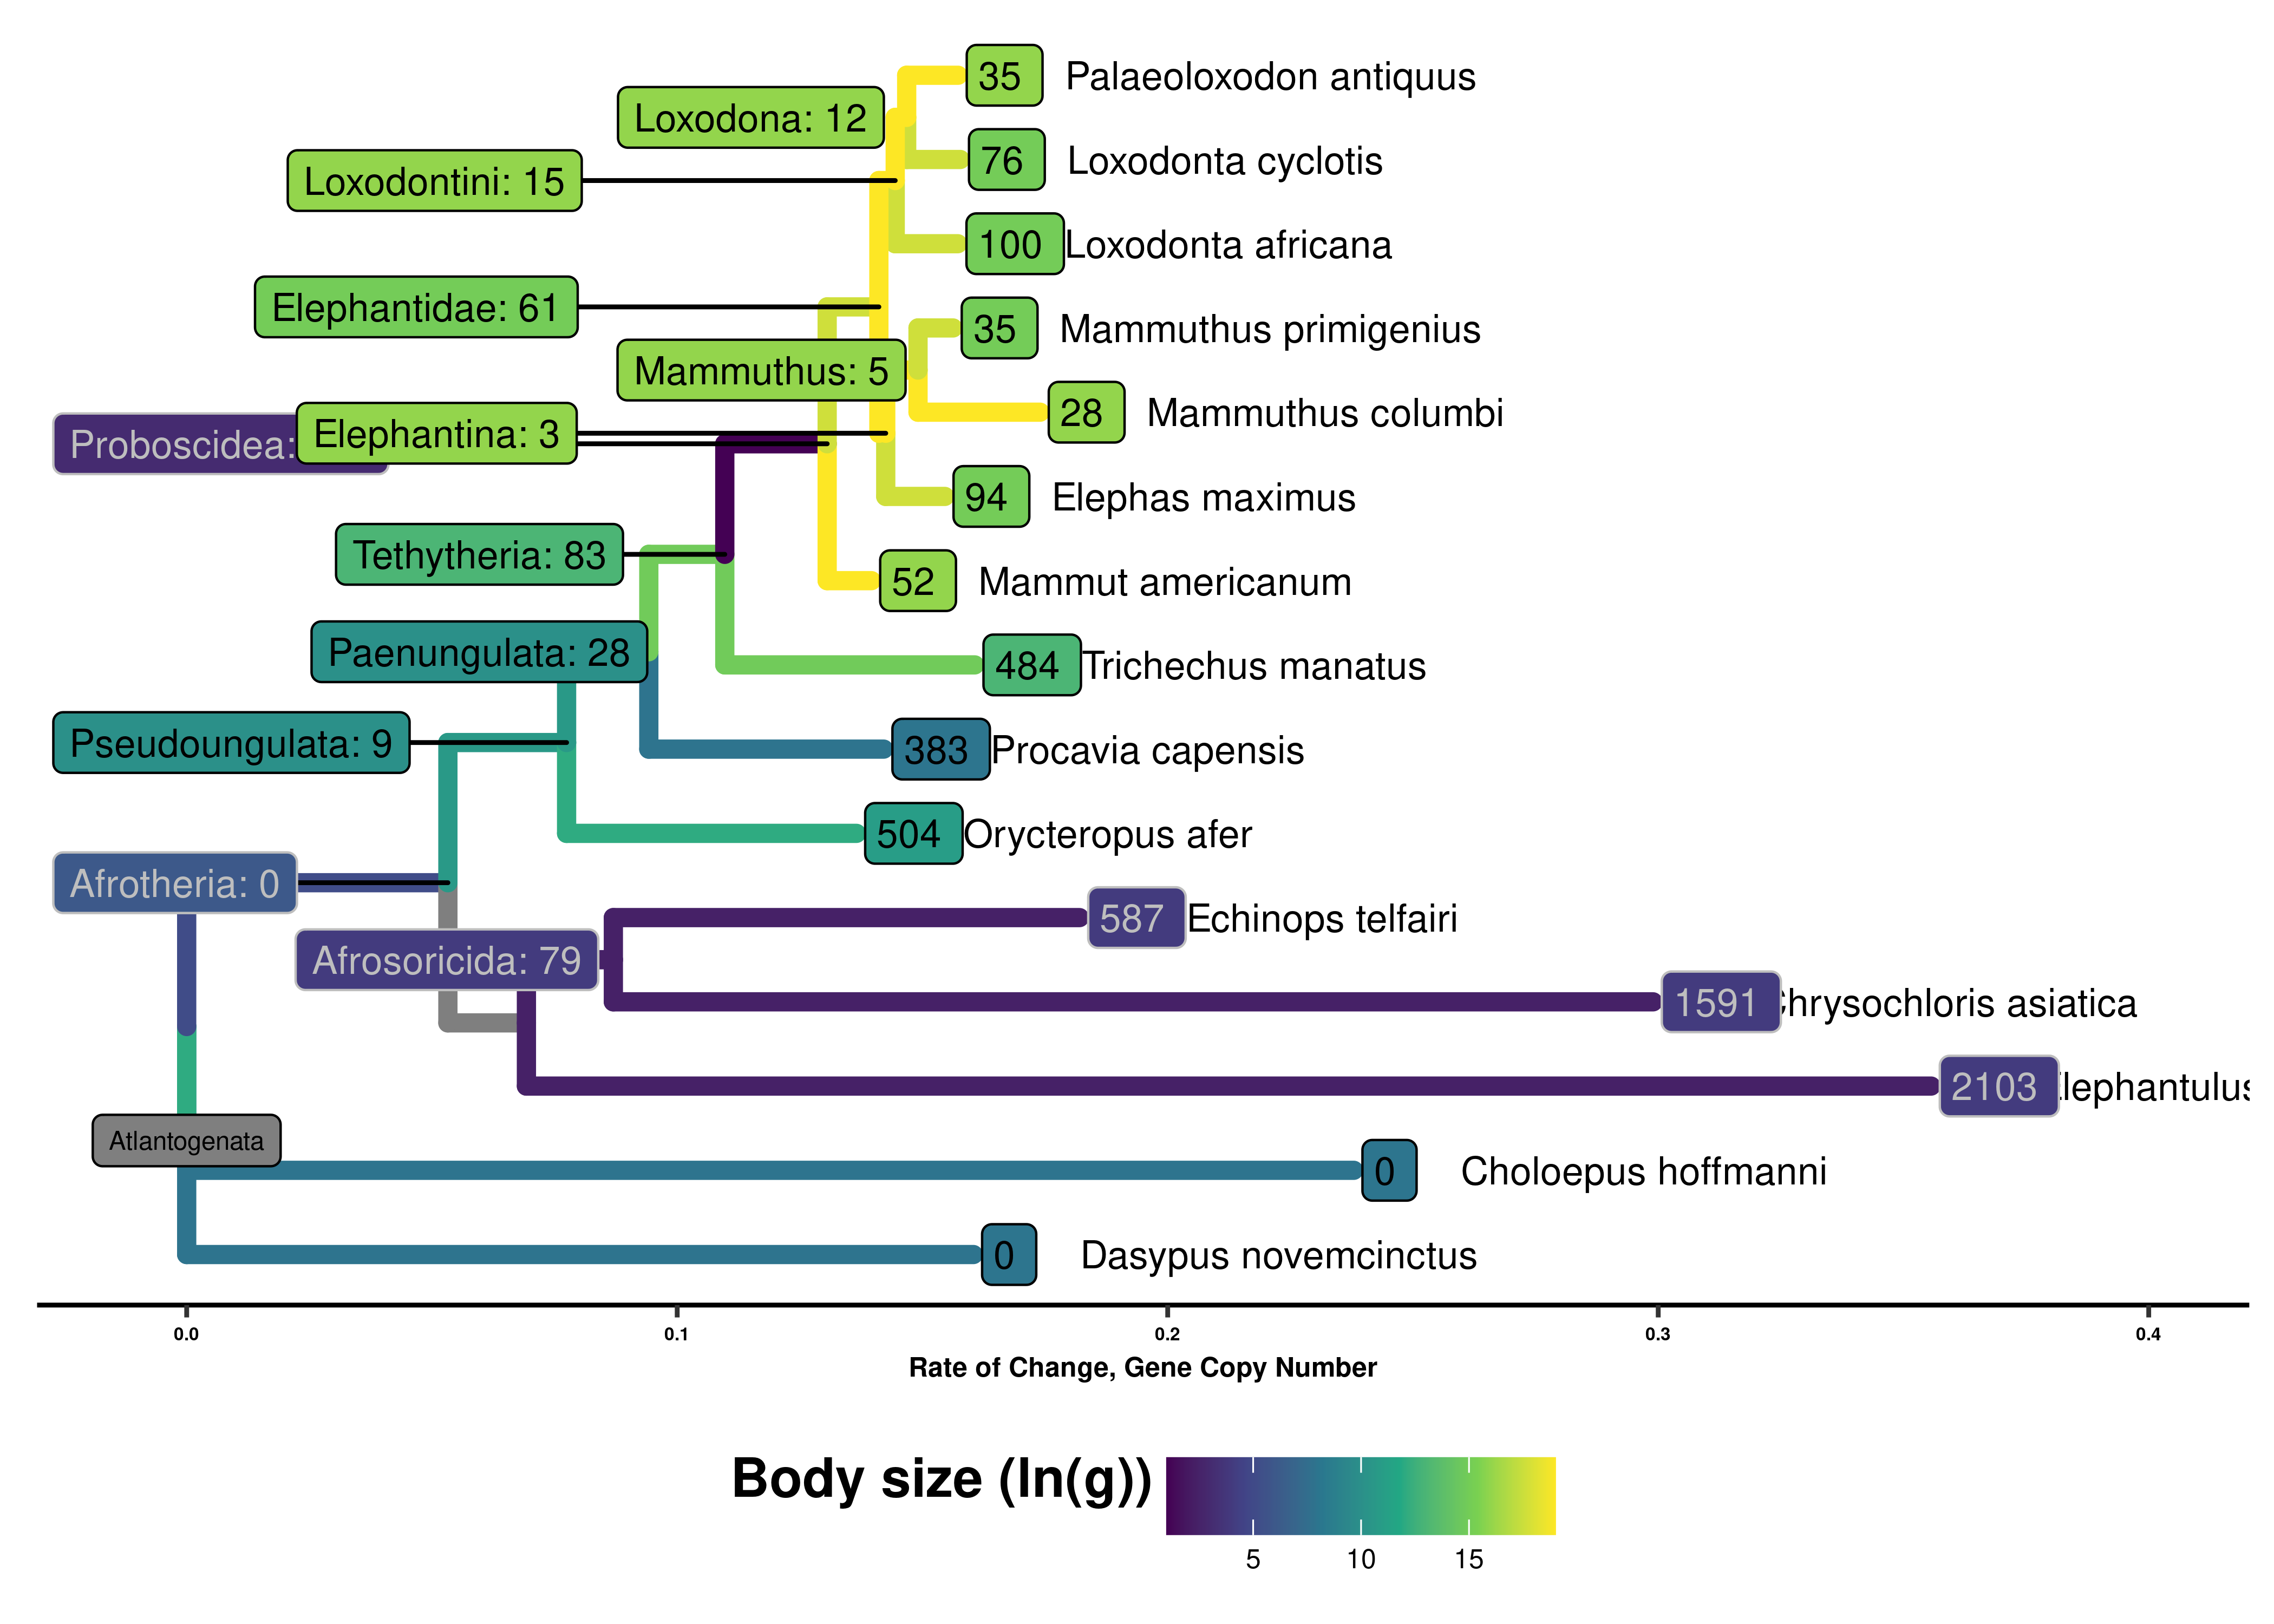 35 Palaeoloxodon antiquus
Loxodona: 12
76 Loxodonta cyclotis
Loxodontini: 15
100 Loxodonta africana
Elephantidae: 61
35 Mammuthus primigenius
Mammuthus: 5
28 Mammuthus columbi
Proboscidea:
Elephantina: 3
94 Elephas maximus
Tethytheria: 83
52 Mammut americanum
Paenungulata: 28
484 Trichechus manatus
Pseudoungulata: 9
383 Procavia capensis
504 Orycteropus afer
Afrotheria: 0
587 Echinops telfairi
Afrosoricida: 79
1591 hrysochloris asiatica
2103 lephantulus
Atlantogenata
0 Choloepus hoffmanni
0 Dasypus novemcinctus
0.0 0.1 0.2 0.3 0.4
Rate of Change, Gene Copy Number
Body size (ln(g))
5 10 15